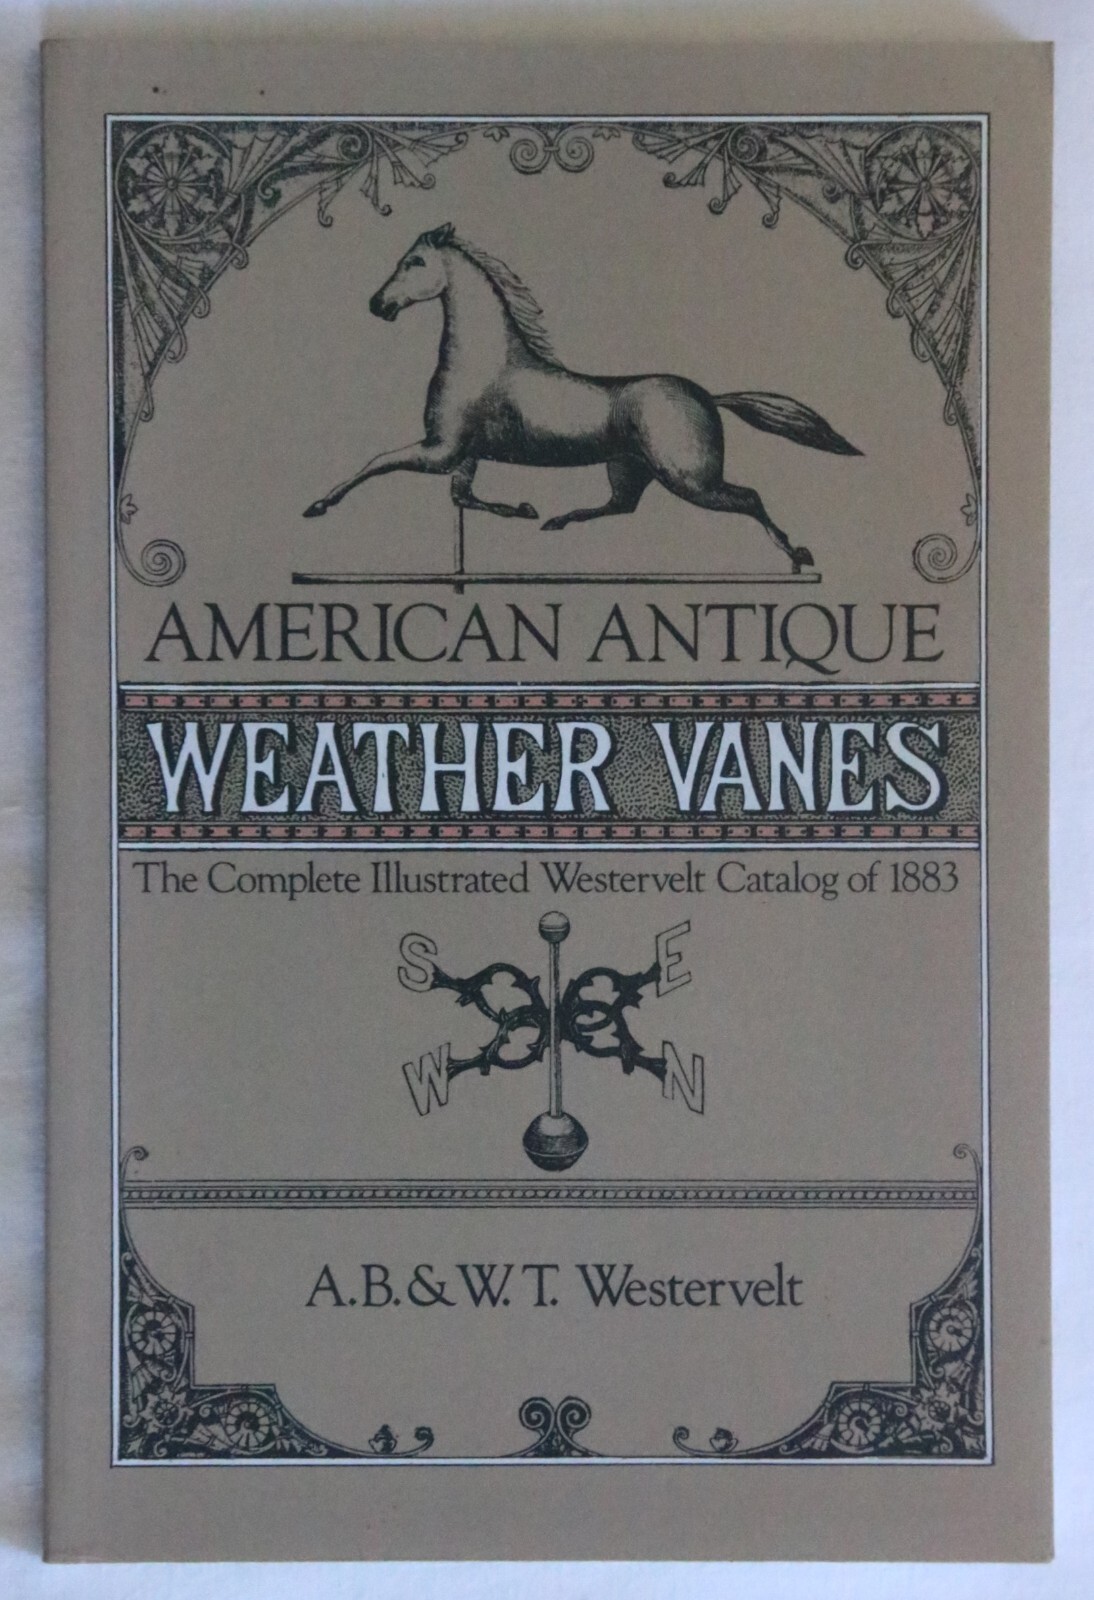 AMERICAN ANTIQUE
WEATHER VANES
The Complete Illustrated Westervelt Catalog of 1883
S E
W N
A.B. & W.T. Westervelt